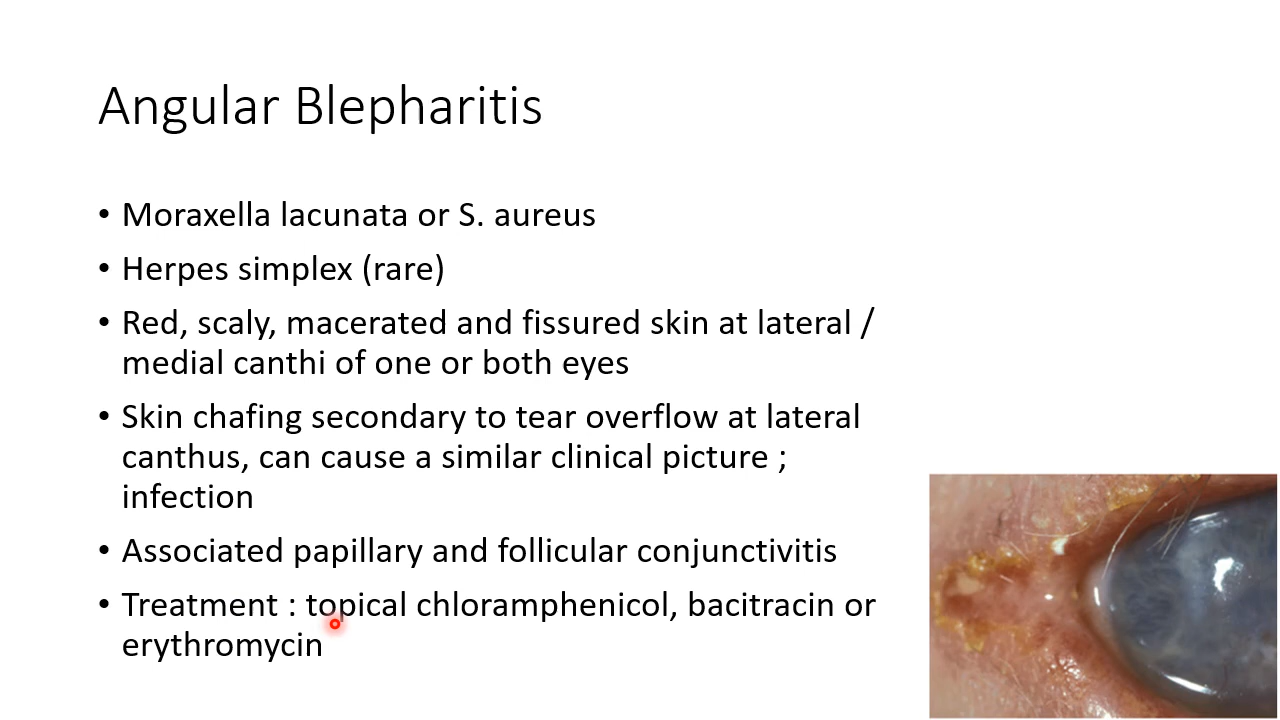 Angular Blepharitis
• Moraxella lacunata or S. aureus
• Herpes simplex (rare)
• Red, scaly, macerated and fissured skin at lateral /
medial canthi of one or both eyes
• Skin chafing secondary to tear overflow at lateral
canthus, can cause a similar clinical picture ;
infection
• Associated papillary and follicular conjunctivitis
• Treatment : topical chloramphenicol, bacitracin or
erythromycin